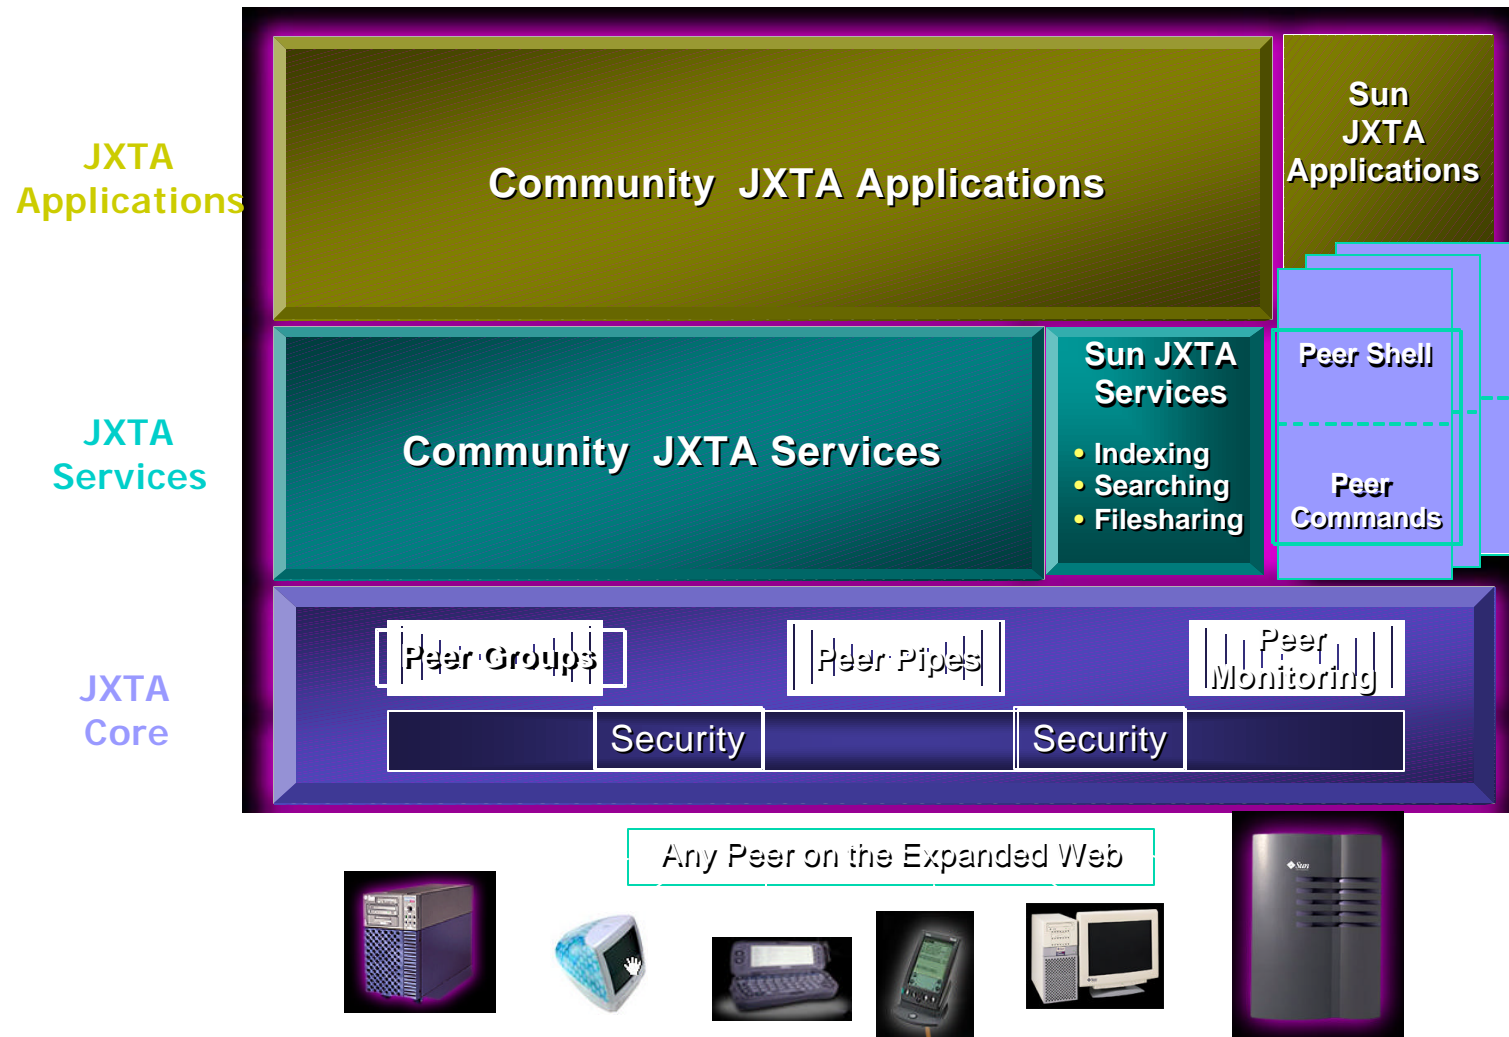 JXTA
Applications
Community JXTA Applications
Sun
JXTA
Applications
JXTA
Services
Community JXTA Services
Sun JXTA
Services
• Indexing
• Searching
• Filesharing
Peer Shell
Peer
Commands
JXTA
Core
Peer Groups
Peer Pipes
Peer
Monitoring
Security
Security
Any Peer on the Expanded Web
Sun